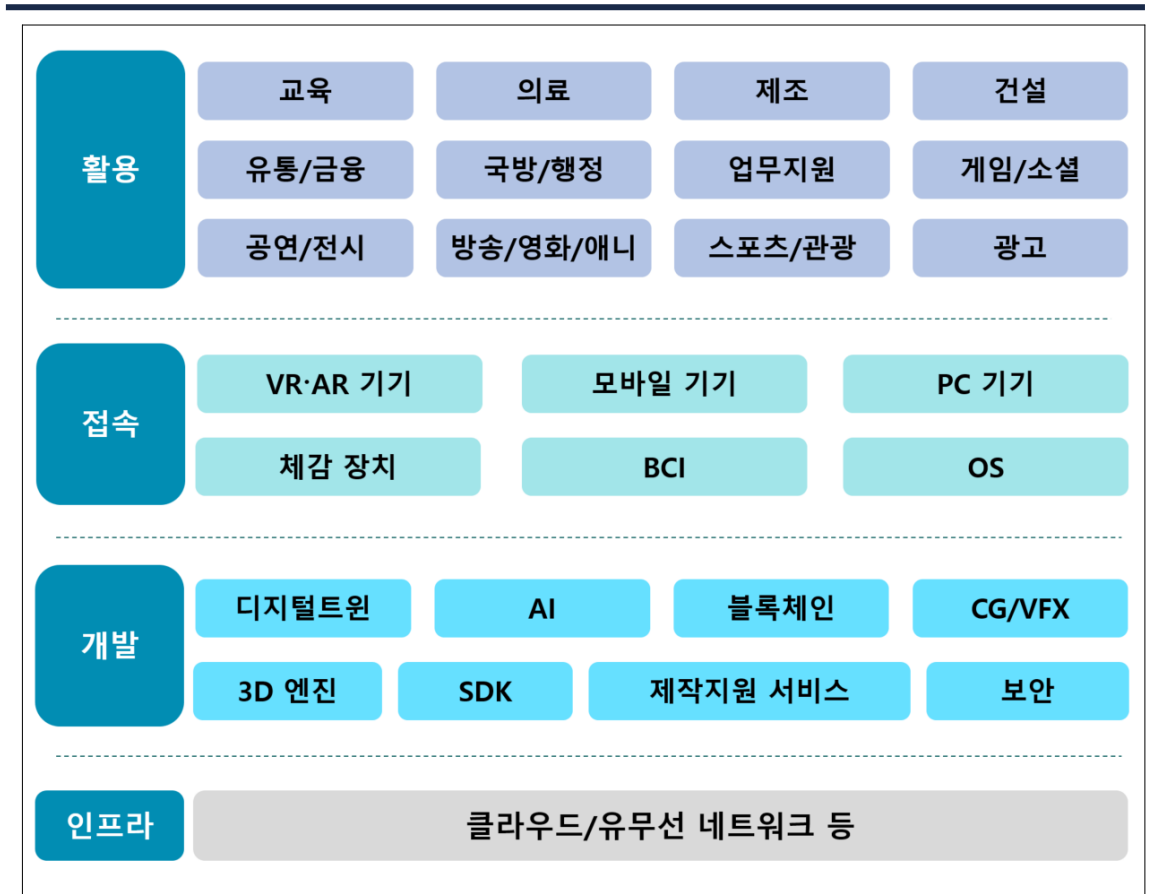 활용
교육 의료 제조 건설
유통/금융 국방/행정 업무지원 게임/소셜
공연/전시 방송/영화/애니 스포츠/관광 광고
접속
VR·AR 기기 모바일 기기 PC 기기
체감 장치 BCI OS
개발
디지털트윈 AI 블록체인 CG/VFX
3D 엔진 SDK 제작지원 서비스 보안
인프라
클라우드/유무선 네트워크 등